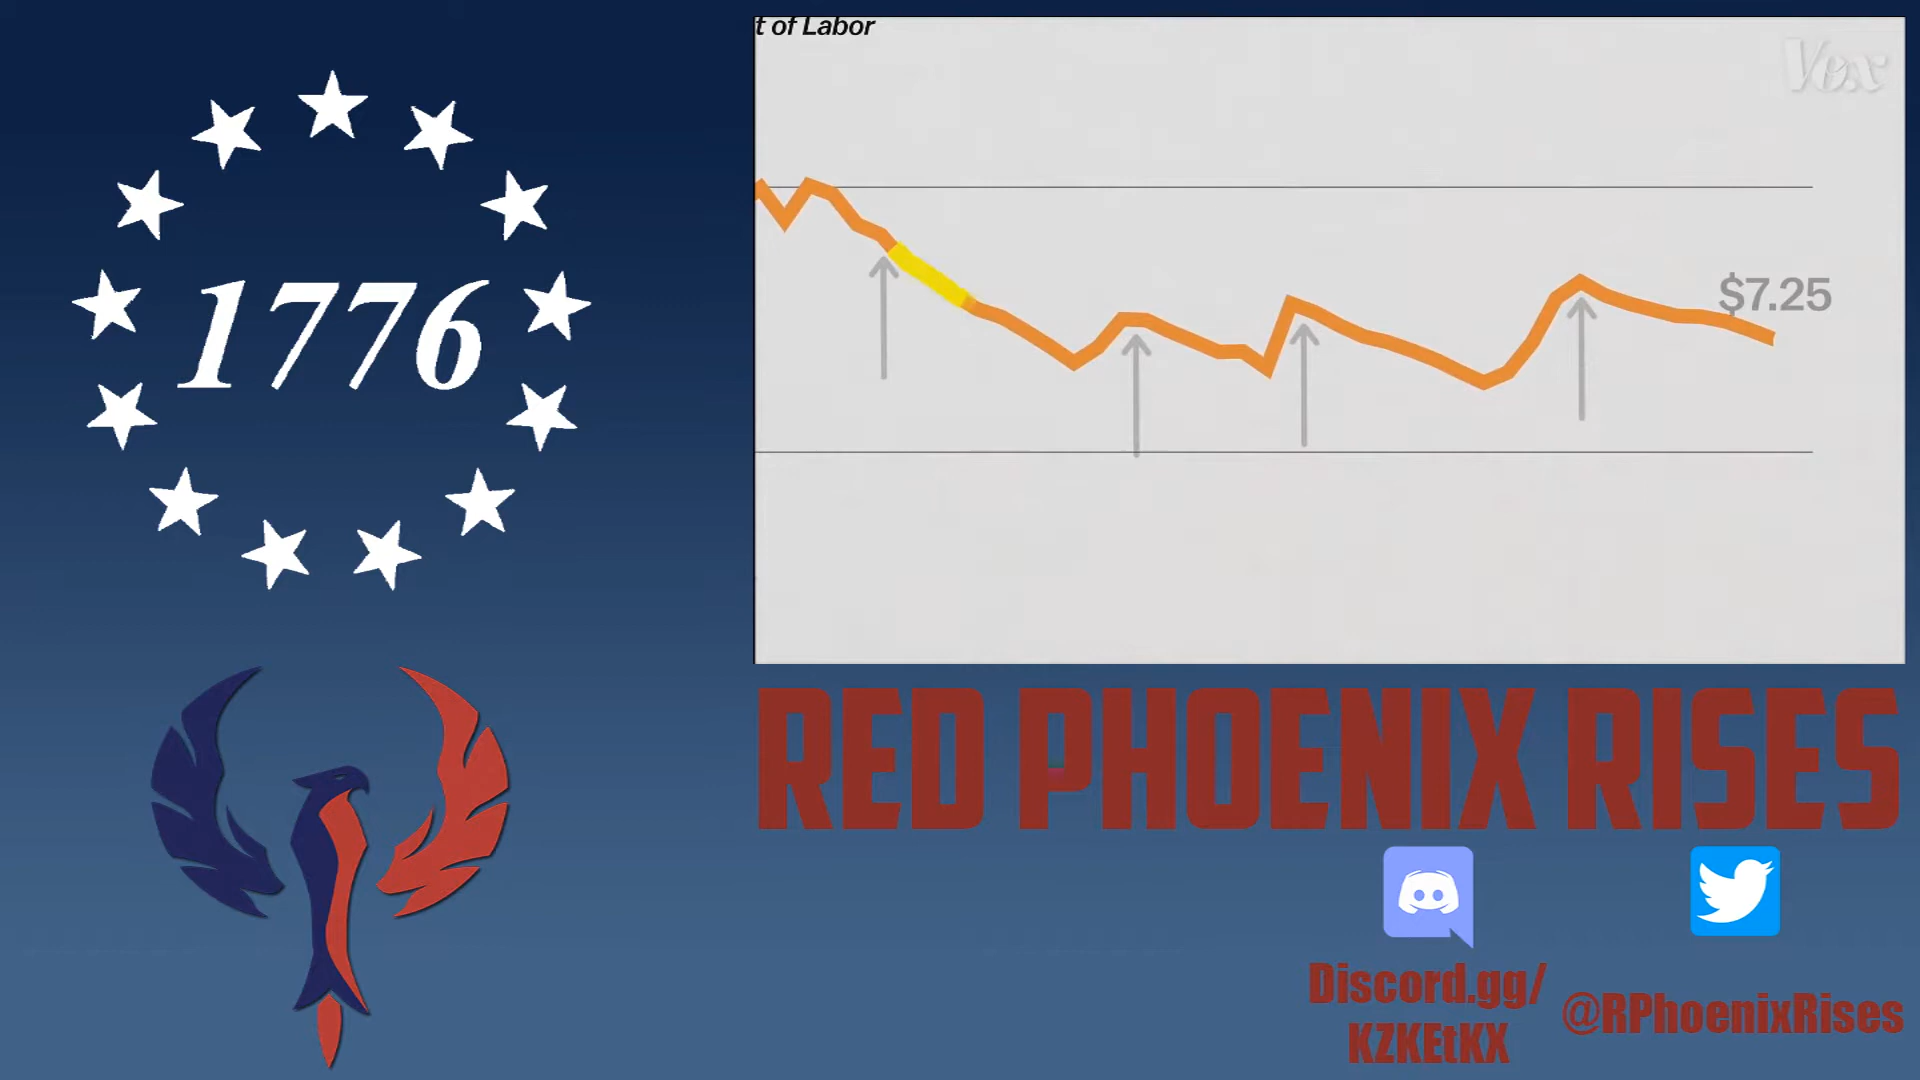 t of Labor
Vox
1776
$7.25
RED PHOENIX RISES
Discord.gg/
KZKEtKX
@RPhoenixRises